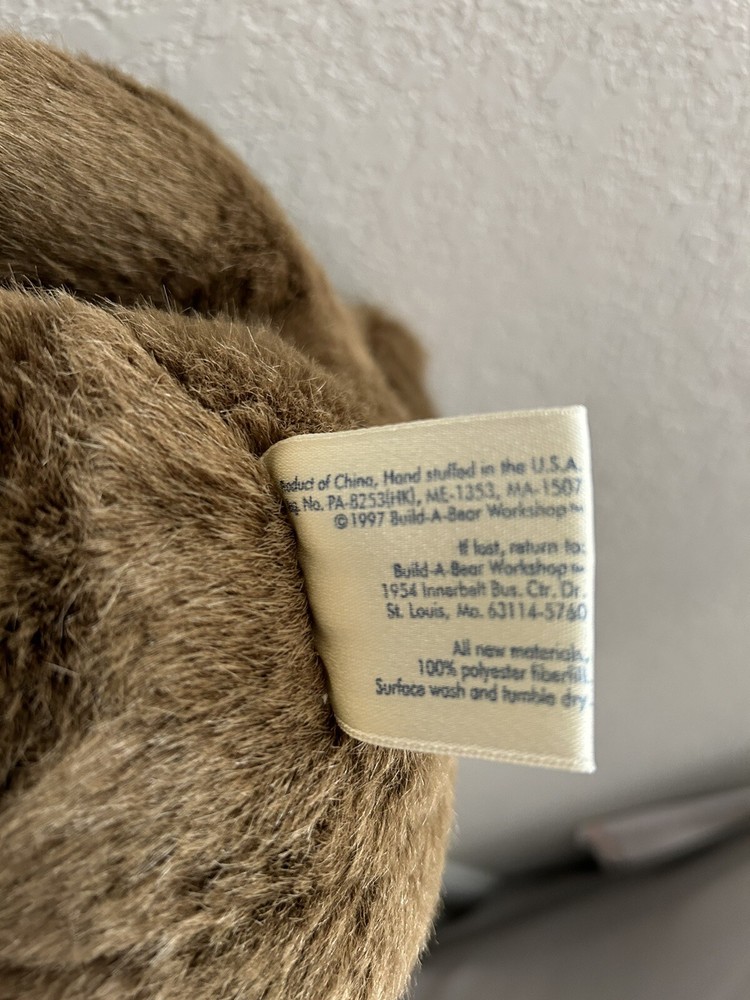 oduct of China, Hand stuffed in the U.S.A.
g. No. PA-8253(HK), ME-1353, MA-1507
©1997 Build-A-Bear Workshop™
If lost, return to:
Build-A-Bear Workshop℠
1954 Innerbelt Bus. Ctr. Dr.
St. Louis, Mo. 63114-5760
All new materials,
100% polyester fiberfill.
Surface wash and tumble dry.